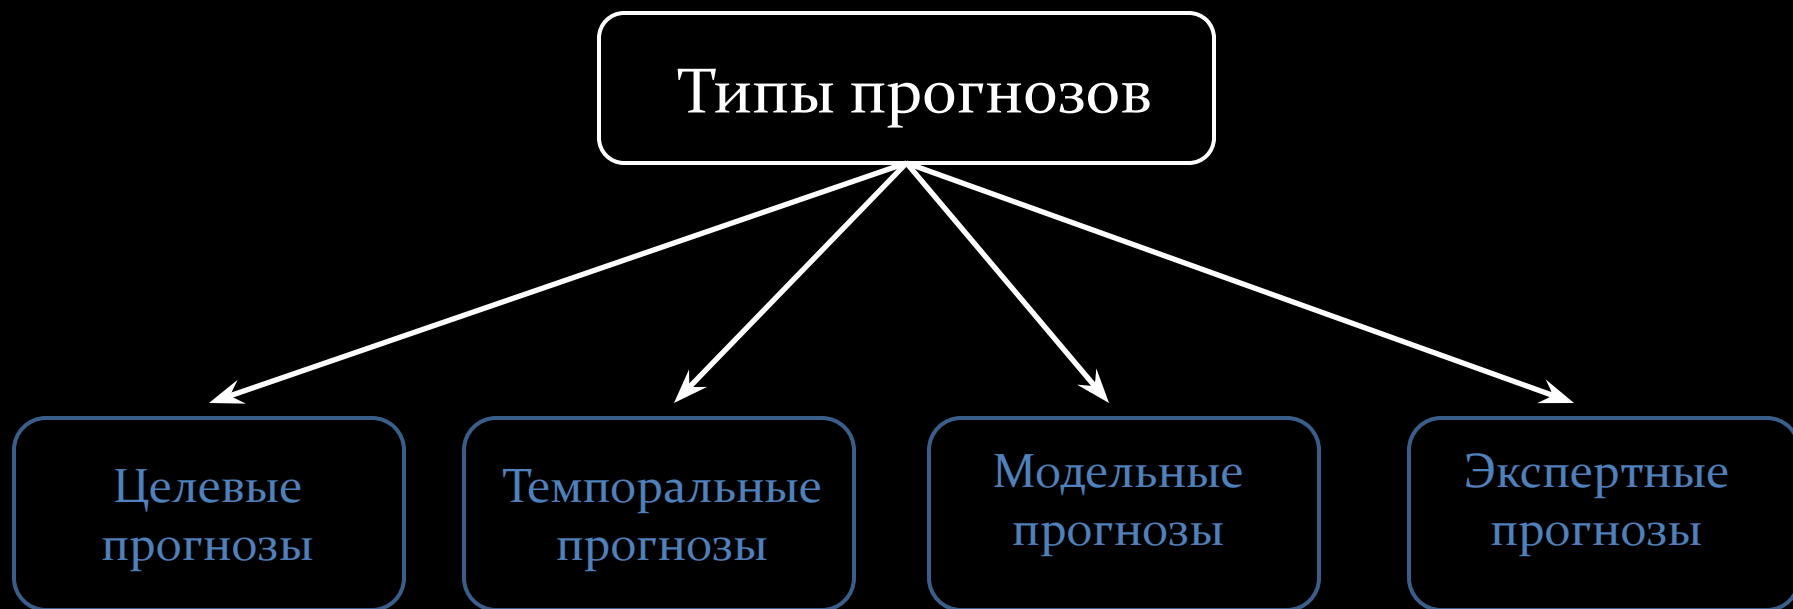 Типы прогнозов
Целевые
прогнозы
Темпоральные
прогнозы
Модельные
прогнозы
Экспертные
прогнозы